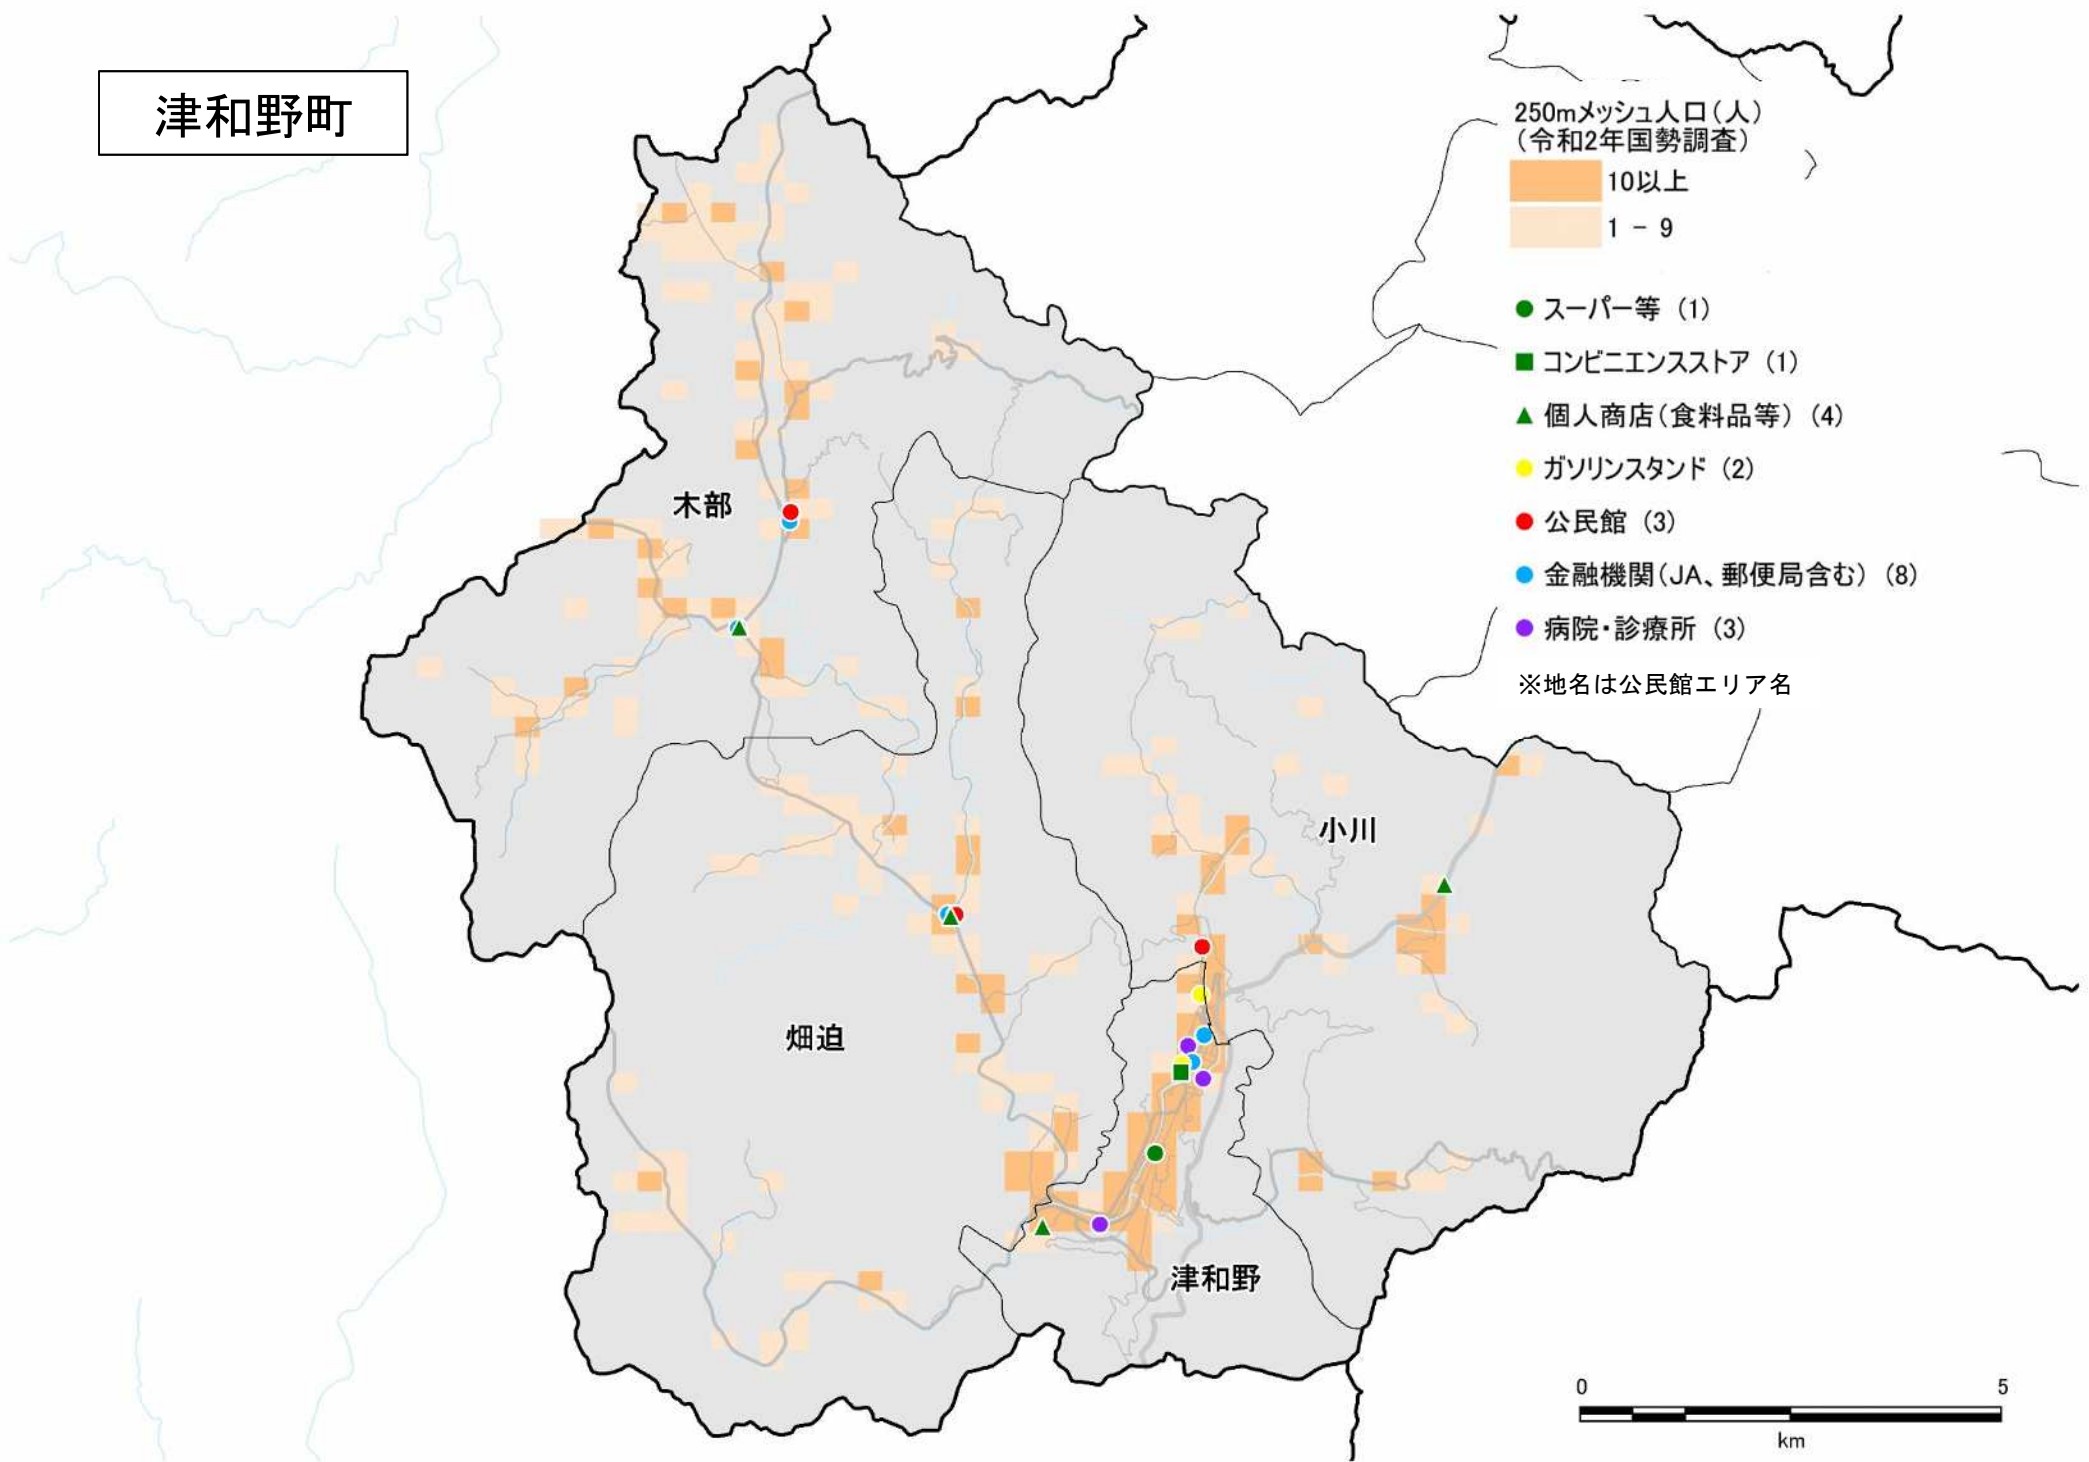 津和野町
250mメッシュ人口(人)
(令和2年国勢調査)
10以上
1 - 9
スーパー等 (1)
コンビニエンスストア (1)
個人商店(食料品等) (4)
ガソリンスタンド (2)
公民館 (3)
金融機関(JA、郵便局含む) (8)
病院・診療所 (3)
※地名は公民館エリア名
木部
小川
畑迫
津和野
0 5
km